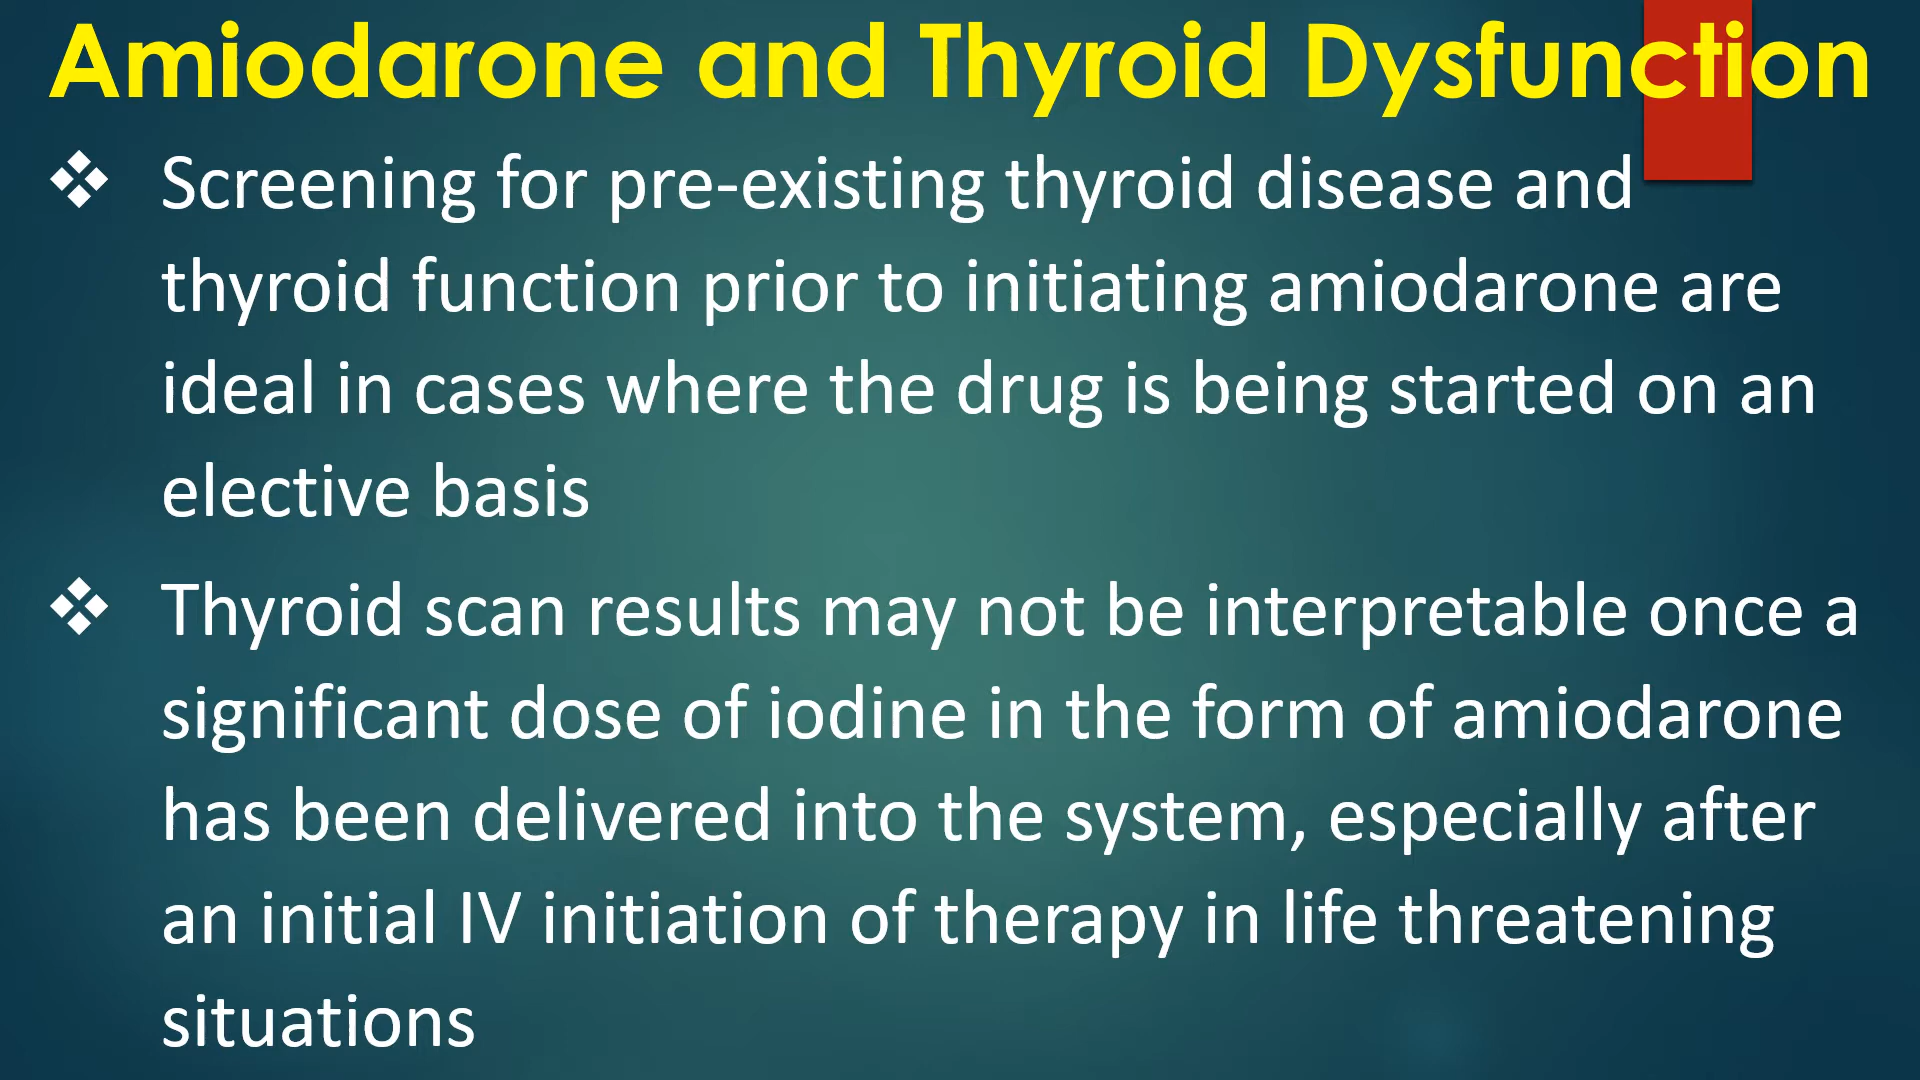 Amiodarone and Thyroid Dysfunction
❖ Screening for pre-existing thyroid disease and
thyroid function prior to initiating amiodarone are
ideal in cases where the drug is being started on an
elective basis
❖ Thyroid scan results may not be interpretable once a
significant dose of iodine in the form of amiodarone
has been delivered into the system, especially after
an initial IV initiation of therapy in life threatening
situations